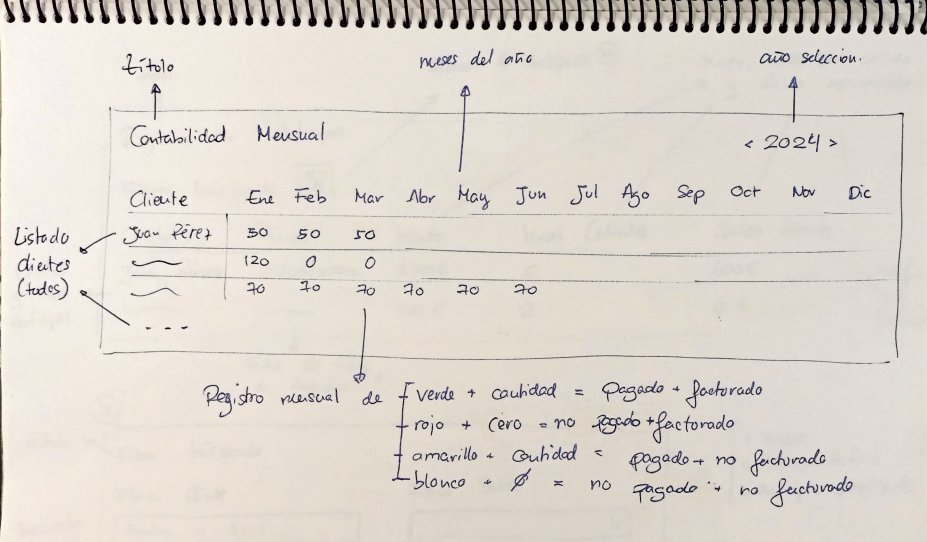 título
meses del año
año seleccion.
Contabilidad Mensual
< 2024 >
Cliente Ene Feb Mar Abr May Jun Jul Ago Sep Oct Nov Dic
Juan Pérez 50 50 50
120 0 0
70 70 70 70 70 70
- - -
Listado
clientes
(todos)
Registro mensual de
verde + cantidad = pagado + facturado
rojo + cero = no pagado + facturado
amarillo + cantidad = pagado + no facturado
blanco + ø = no pagado + no facturado